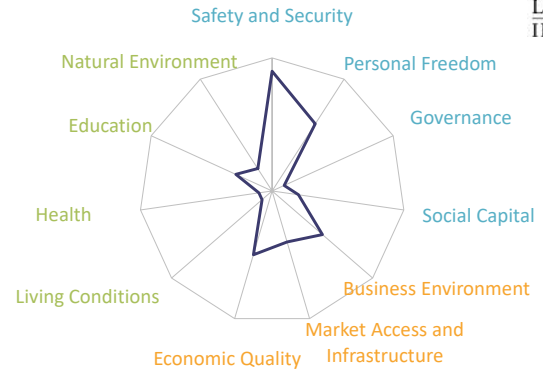 Safety and Security
Natural Environment
Personal Freedom
Education
Governance
Health
Social Capital
Living Conditions
Business Environment
Economic Quality
Market Access and
Infrastructure